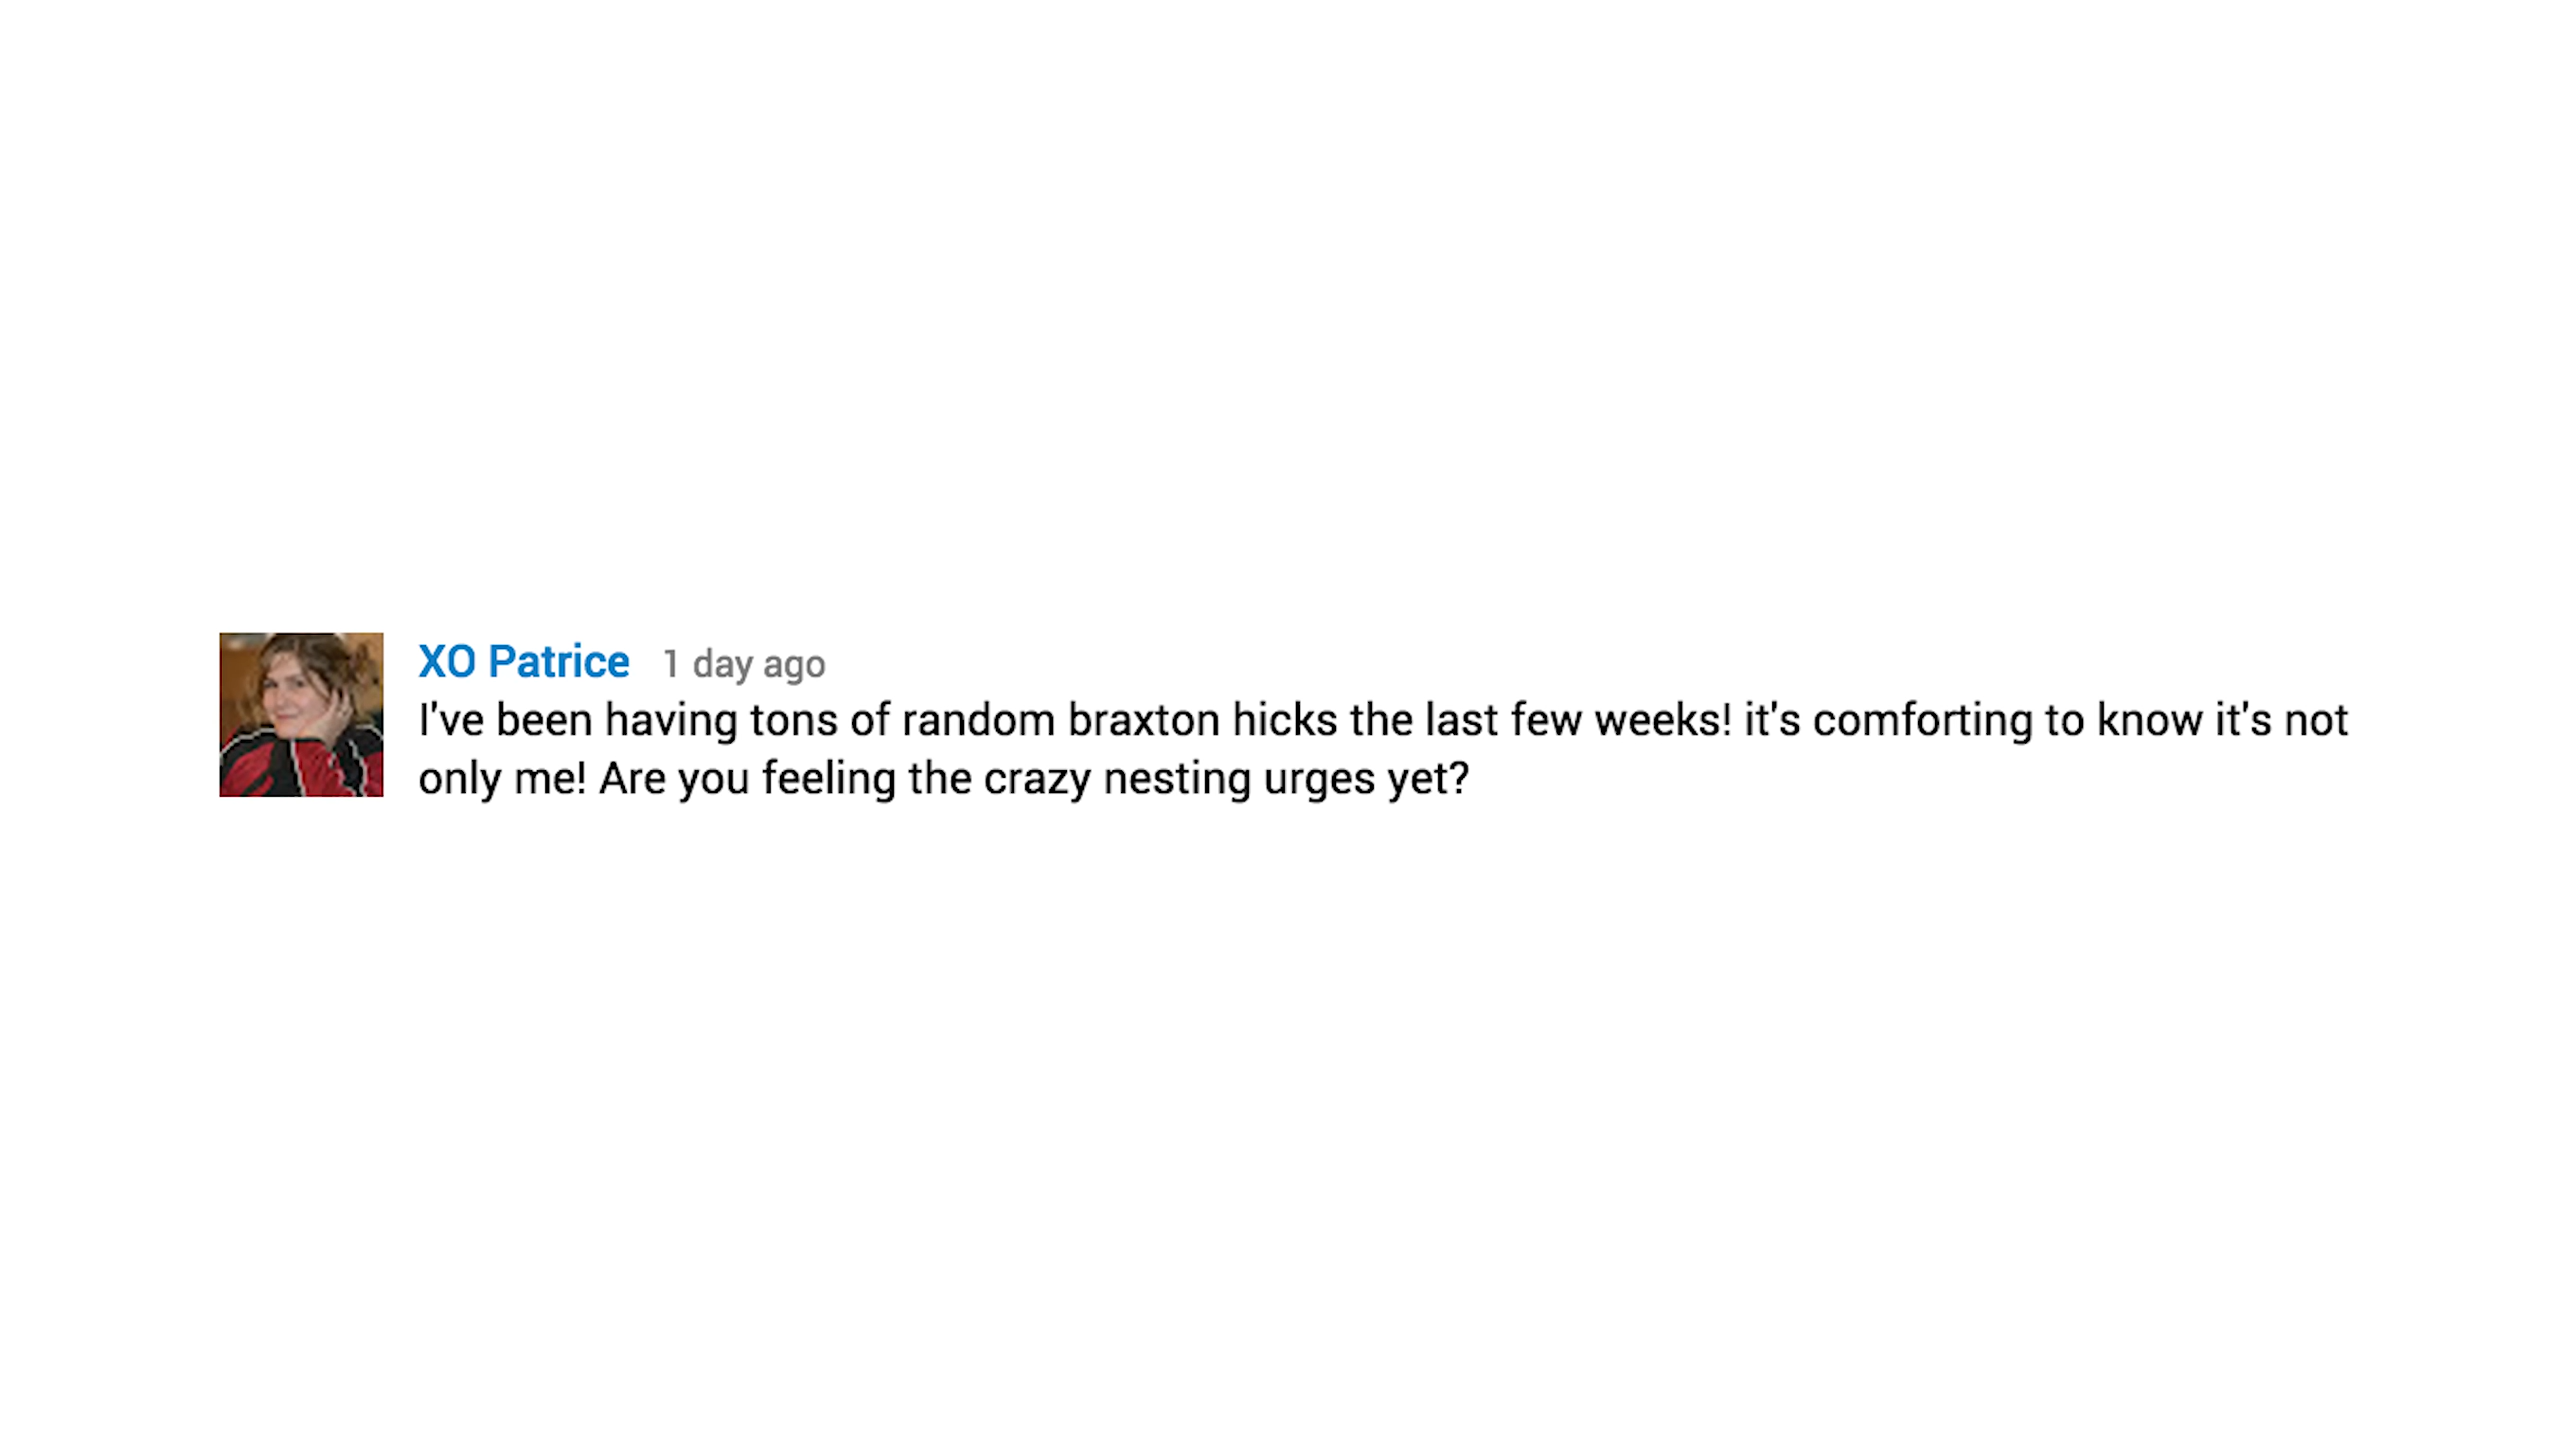 XO Patrice 1 day ago
I've been having tons of random braxton hicks the last few weeks! it's comforting to know it's not
only me! Are you feeling the crazy nesting urges yet?